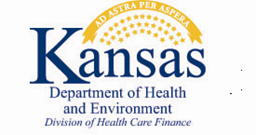 AD ASTRA PER ASPERA
Kansas
Department of Health
and Environment
Division of Health Care Finance